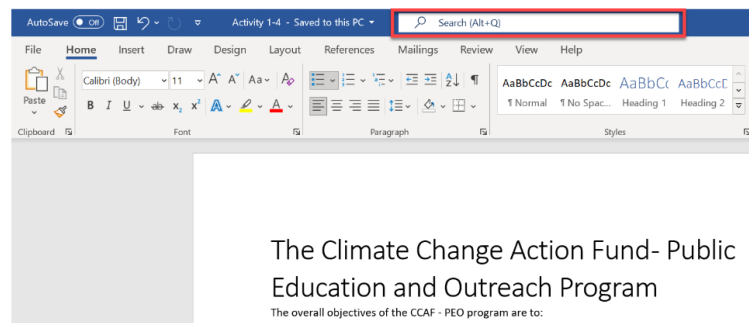 AutoSave Off Activity 1-4 - Saved to this PC Search (Alt+Q)
File Home Insert Draw Design Layout References Mailings Review View Help
Paste Calibri (Body) 11 A^ Aˇ Aa A
AaBbCcDc AaBbCcDc AaBbCc AaBbCcD
B I U ab x₂ x² A A
¶ Normal ¶ No Spac... Heading 1 Heading 2
Clipboard Font Paragraph Styles
The Climate Change Action Fund- Public
Education and Outreach Program
The overall objectives of the CCAF - PEO program are to: